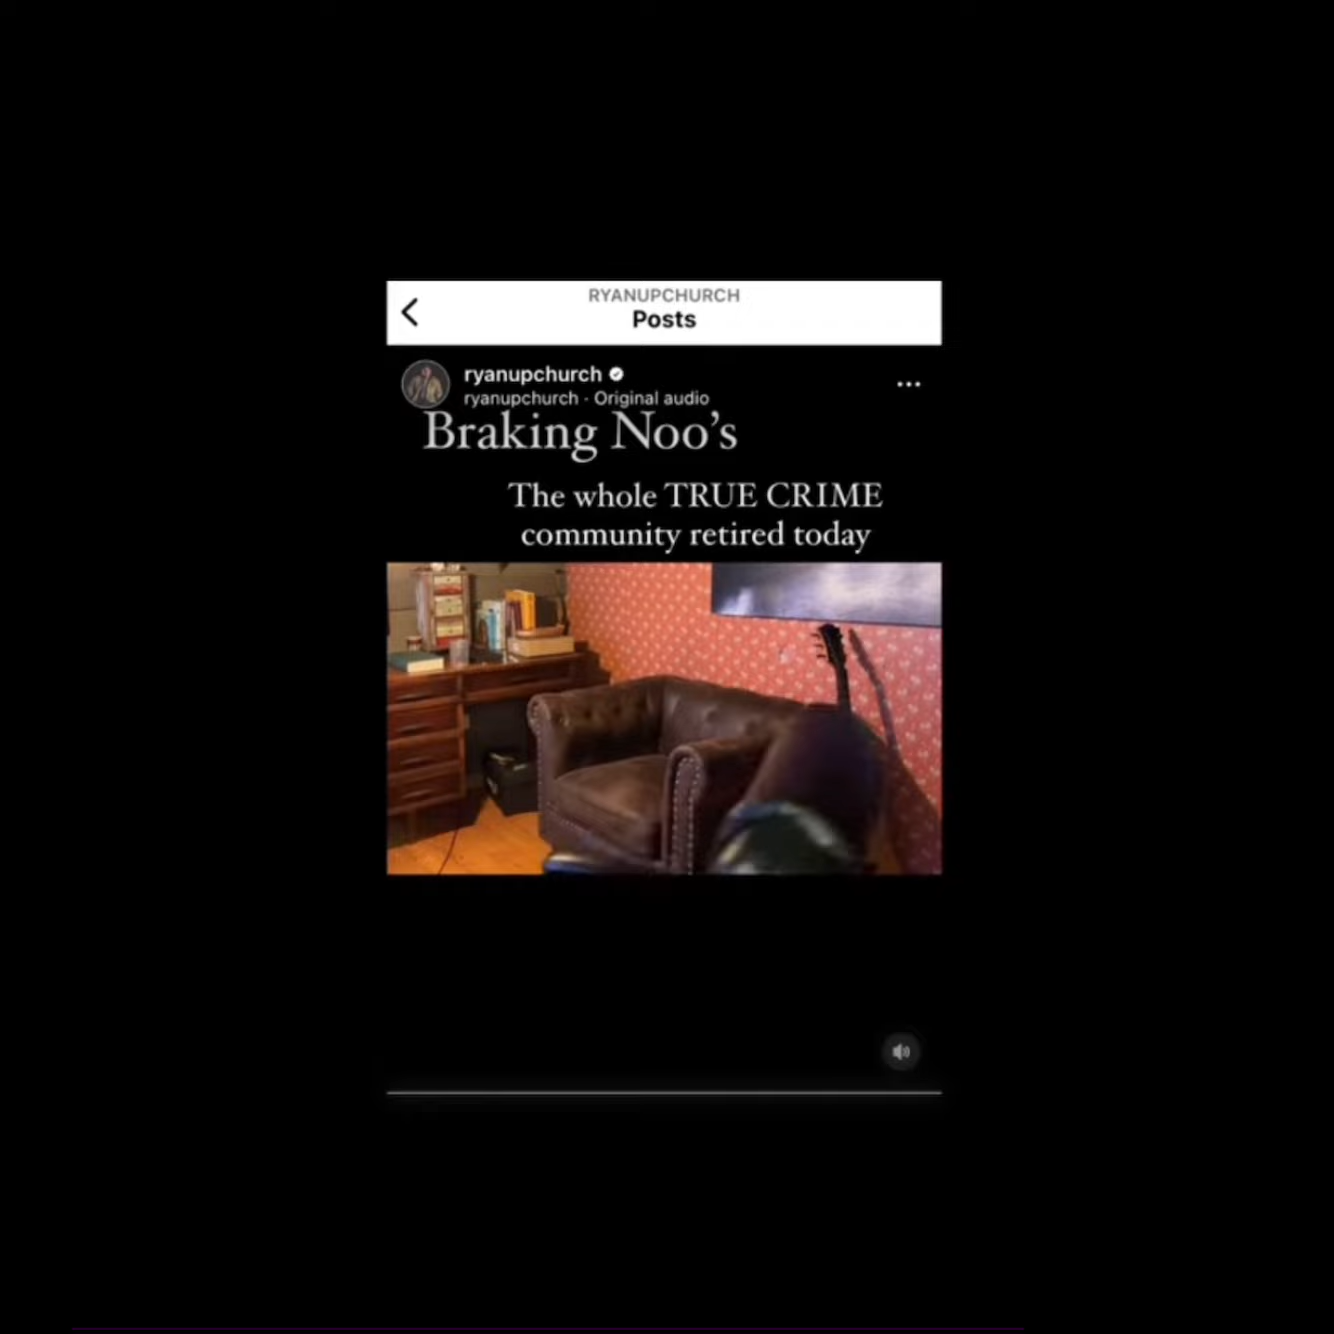 RYANUPCHURCH
Posts
ryanupchurch
ryanupchurch · Original audio
Braking Noo’s
The whole TRUE CRIME
community retired today